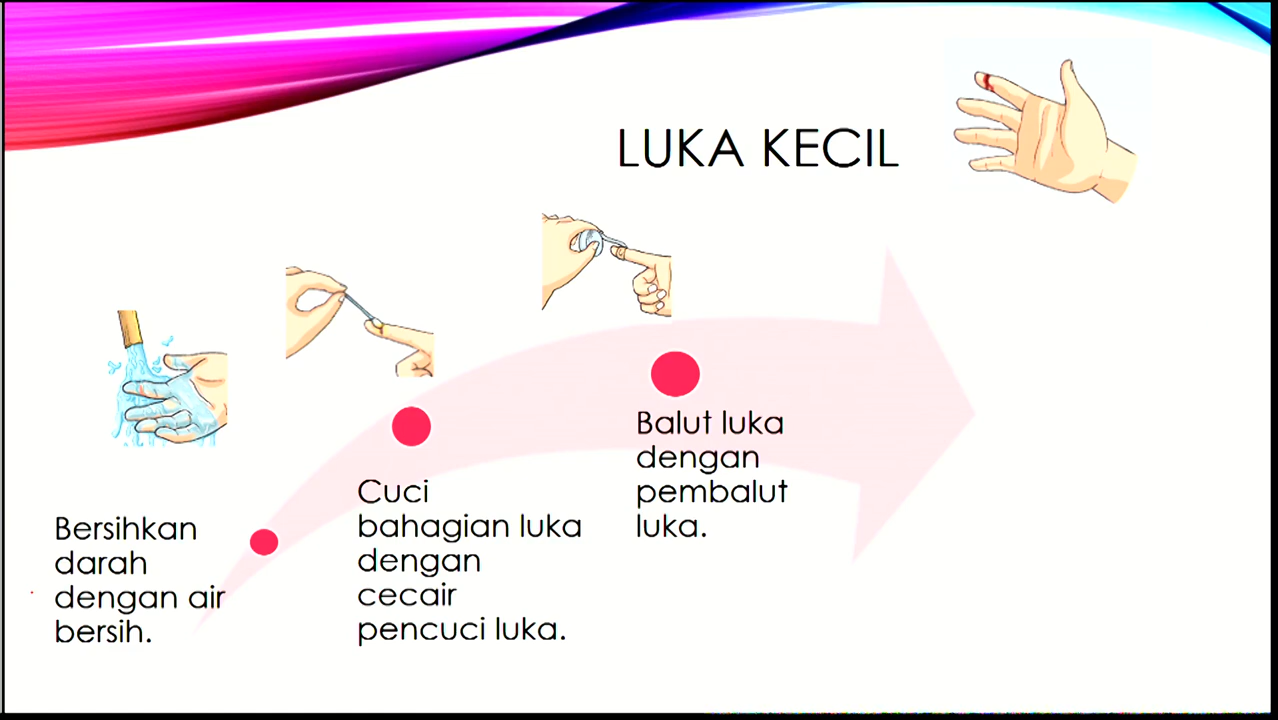 LUKA KECIL
Bersihkan
darah
dengan air
bersih.
Cuci
bahagian luka
dengan
cecair
pencuci luka.
Balut luka
dengan
pembalut
luka.